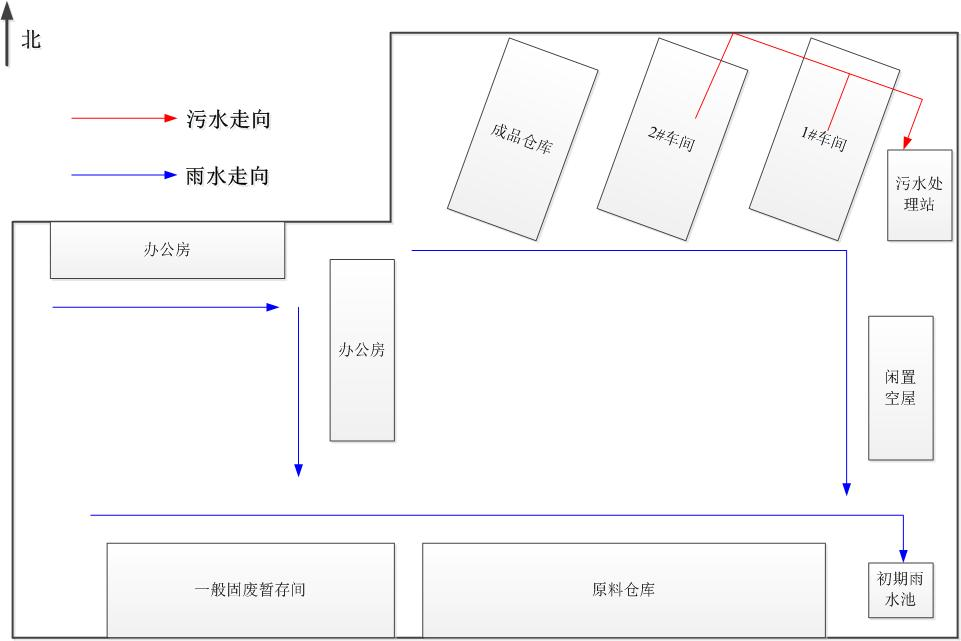 北
污水走向
雨水走向
成品仓库
2#车间
1#车间
污水处
理站
办公房
办公房
闲置
空屋
一般固废暂存间
原料仓库
初期雨
水池